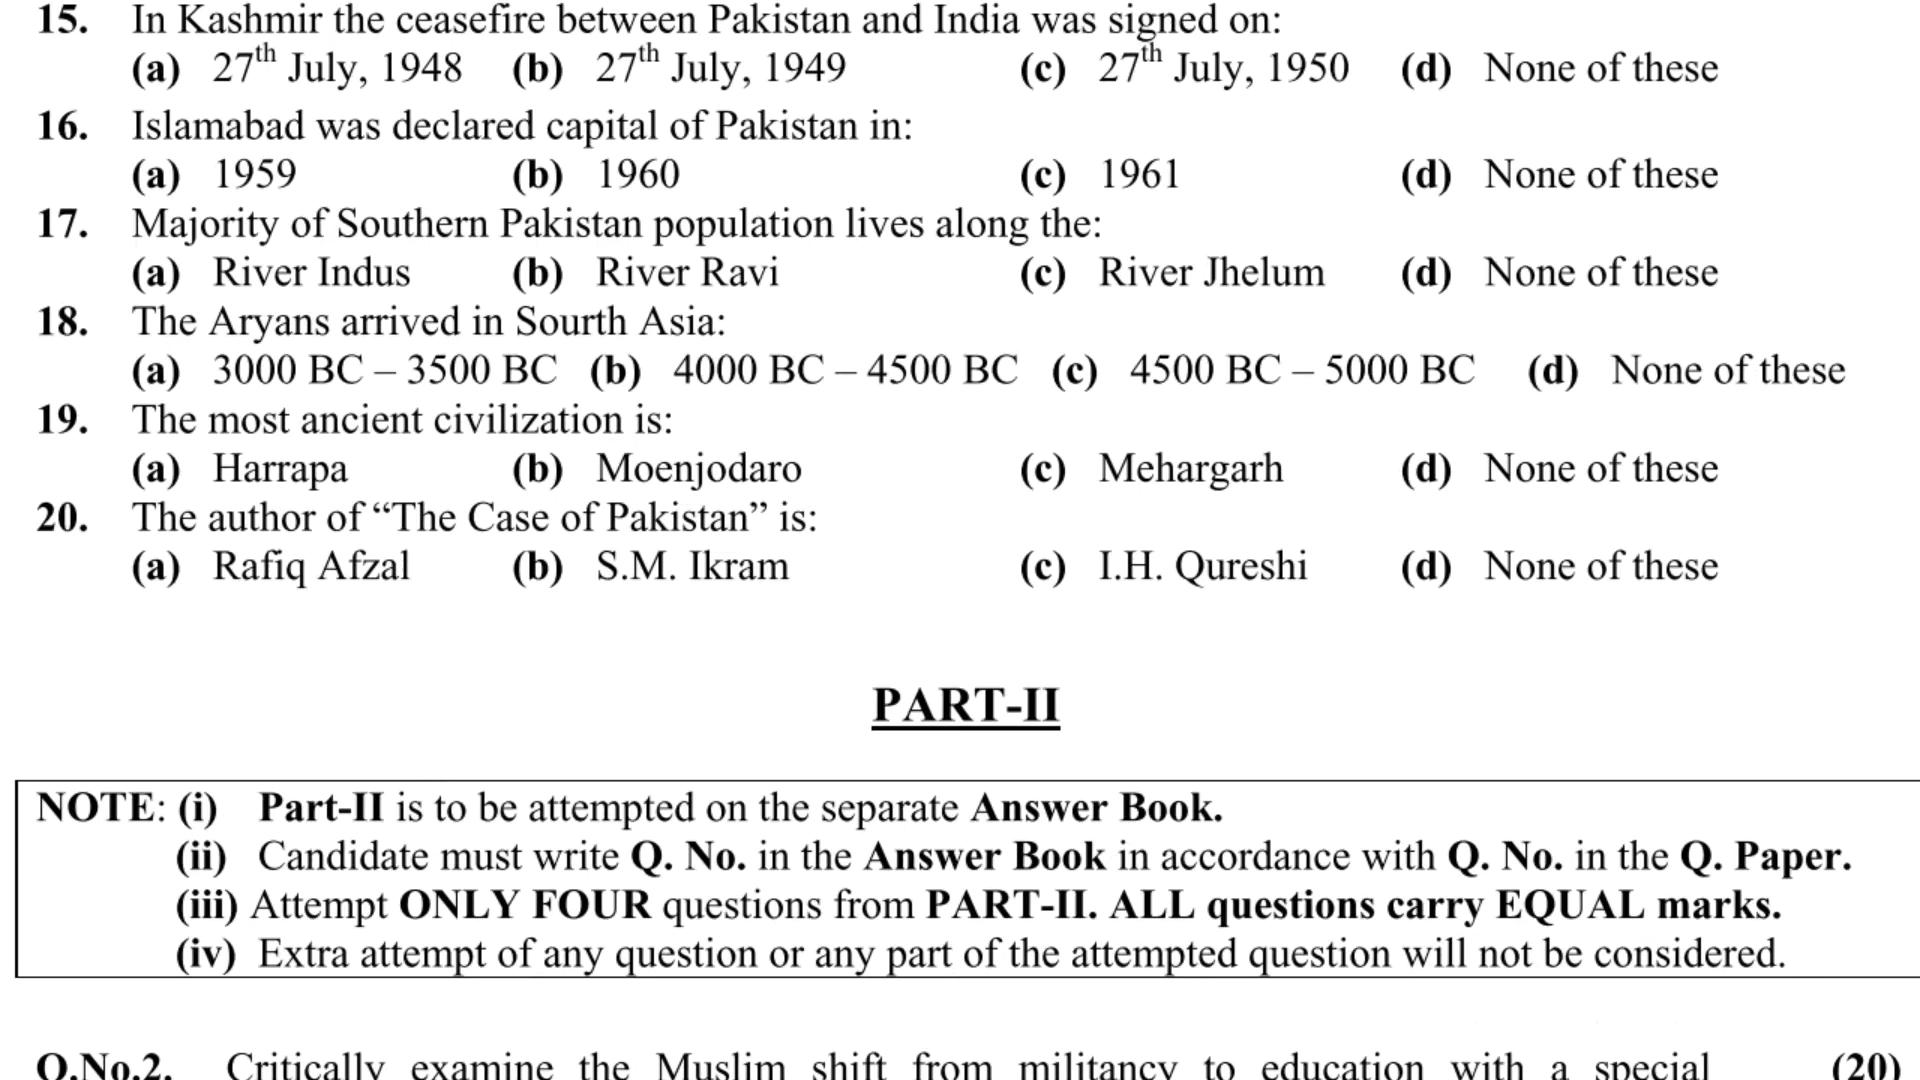 15. In Kashmir the ceasefire between Pakistan and India was signed on:
(a) 27th July, 1948 (b) 27th July, 1949 (c) 27th July, 1950 (d) None of these
16. Islamabad was declared capital of Pakistan in:
(a) 1959 (b) 1960 (c) 1961 (d) None of these
17. Majority of Southern Pakistan population lives along the:
(a) River Indus (b) River Ravi (c) River Jhelum (d) None of these
18. The Aryans arrived in Sourth Asia:
(a) 3000 BC – 3500 BC (b) 4000 BC – 4500 BC (c) 4500 BC – 5000 BC (d) None of these
19. The most ancient civilization is:
(a) Harrapa (b) Moenjodaro (c) Mehargarh (d) None of these
20. The author of “The Case of Pakistan” is:
(a) Rafiq Afzal (b) S.M. Ikram (c) I.H. Qureshi (d) None of these
PART-II
NOTE: (i) Part-II is to be attempted on the separate Answer Book.
(ii) Candidate must write Q. No. in the Answer Book in accordance with Q. No. in the Q. Paper.
(iii) Attempt ONLY FOUR questions from PART-II. ALL questions carry EQUAL marks.
(iv) Extra attempt of any question or any part of the attempted question will not be considered.
Q.No.2. Critically examine the Muslim shift from militancy to education with a special (20)